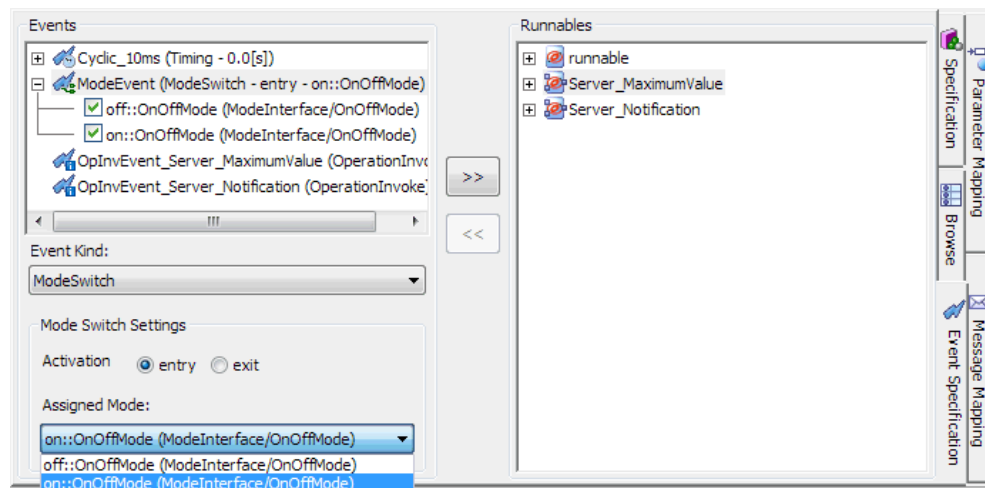 Events
Cyclic_10ms (Timing - 0.0[s])
ModeEvent (ModeSwitch - entry - on::OnOffMode)
off::OnOffMode (ModeInterface/OnOffMode)
on::OnOffMode (ModeInterface/OnOffMode)
OpInvEvent_Server_MaximumValue (OperationInvo
OpInvEvent_Server_Notification (OperationInvoke)
Event Kind:
ModeSwitch
Mode Switch Settings
Activation entry exit
Assigned Mode:
on::OnOffMode (ModeInterface/OnOffMode)
off::OnOffMode (ModeInterface/OnOffMode)
on::OnOffMode (ModeInterface/OnOffMode)
>>
<<
Runnables
runnable
Server_MaximumValue
Server_Notification
Specification
Browse
Event Specification
Parameter Mapping
Message Mapping